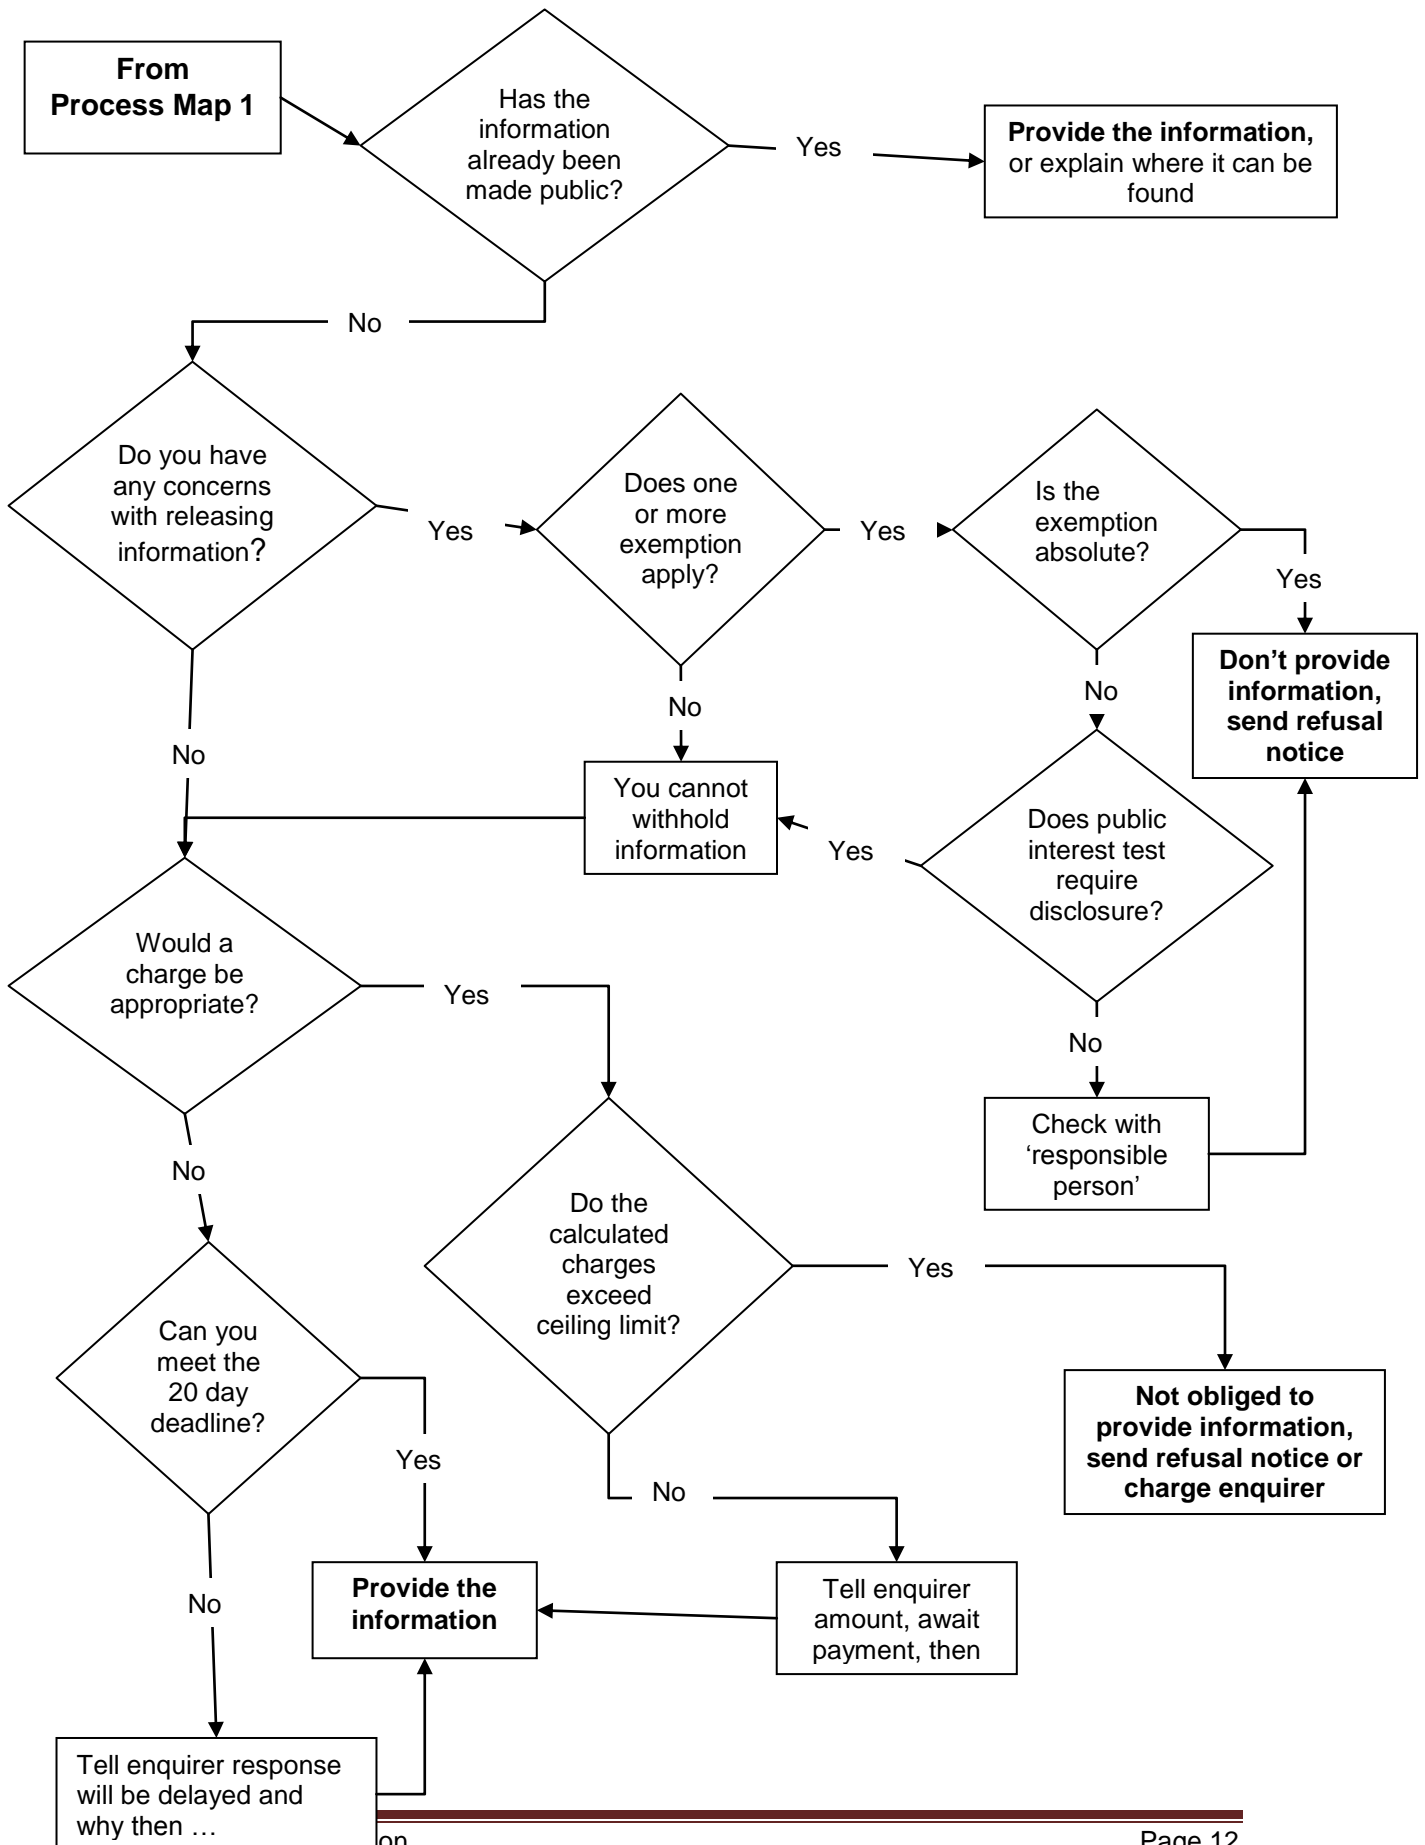 From
Process Map 1
Has the
information
already been
made public?
Yes
Provide the information,
or explain where it can be
found
No
Do you have
any concerns
with releasing
information?
Yes
Does one
or more
exemption
apply?
Yes
Is the
exemption
absolute?
Yes
Don’t provide
information,
send refusal
notice
No
No
No
You cannot
withhold
information
Yes
Does public
interest test
require
disclosure?
Would a
charge be
appropriate?
Yes
No
Check with
‘responsible
person’
No
Do the
calculated
charges
exceed
ceiling limit?
Yes
Can you
meet the
20 day
deadline?
Yes
Not obliged to
provide information,
send refusal notice or
charge enquirer
No
No
Provide the
information
Tell enquirer
amount, await
payment, then
Tell enquirer response
will be delayed and
why then …
on
Page 12